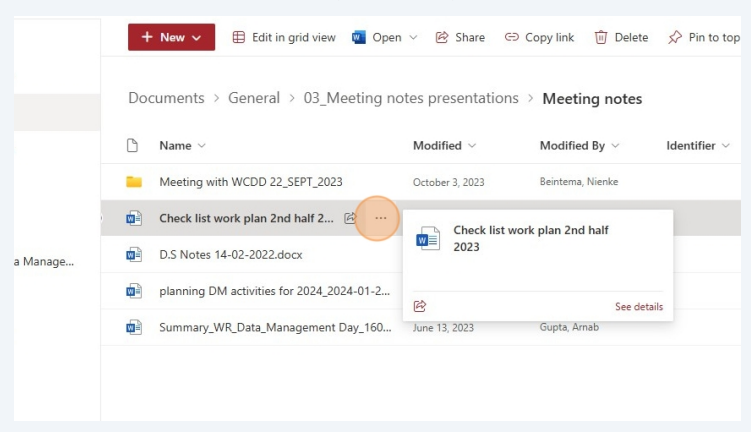 + New Edit in grid view Open Share Copy link Delete Pin to top
Documents > General > 03_Meeting notes presentations > Meeting notes
Name Modified Modified By Identifier
Meeting with WCDD 22_SEPT_2023 October 3, 2023 Beintema, Nienke
Check list work plan 2nd half 2... ...
Check list work plan 2nd half
2023
D.S Notes 14-02-2022.docx
a Manage...
planning DM activities for 2024_2024-01-2...
See details
Summary_WR_Data_Management Day_160... June 13, 2023 Gupta, Arnab